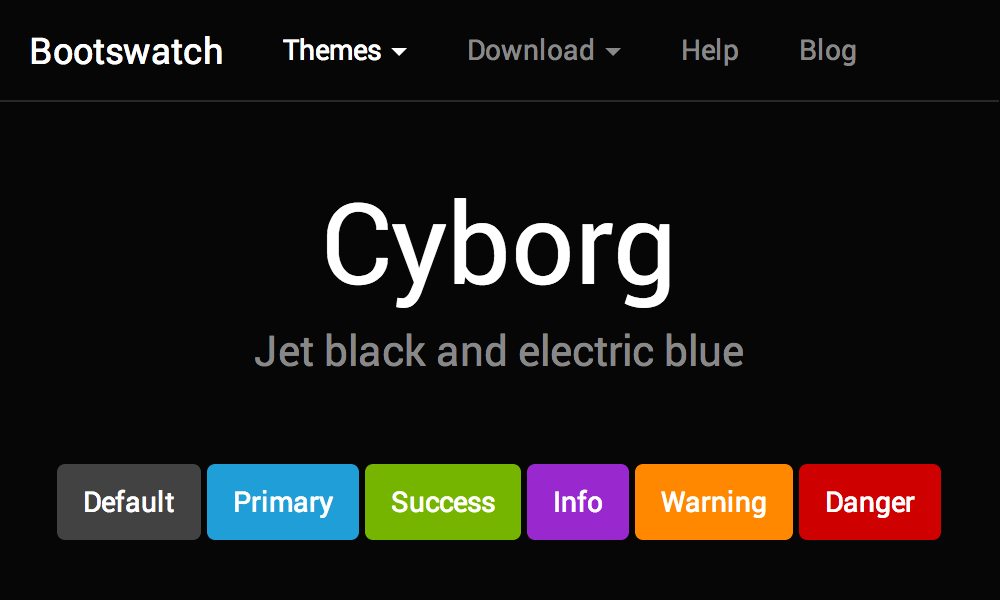 Bootswatch Themes Download Help Blog
Cyborg
Jet black and electric blue
Default Primary Success Info Warning Danger